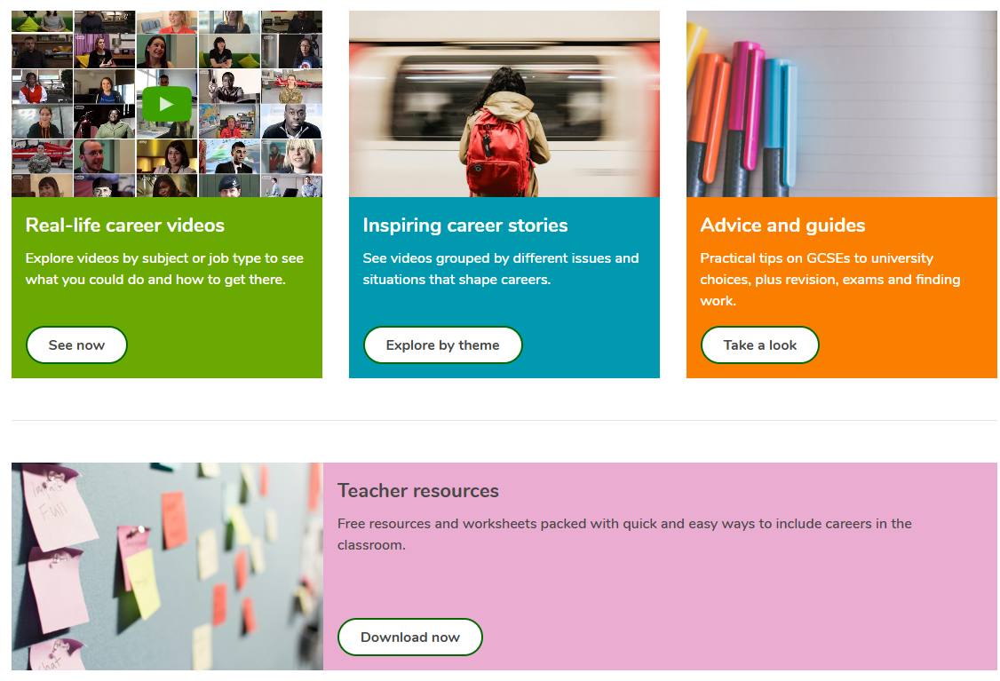 Real-life career videos
Explore videos by subject or job type to see
what you could do and how to get there.
See now
Inspiring career stories
See videos grouped by different issues and
situations that shape careers.
Explore by theme
Advice and guides
Practical tips on GCSEs to university
choices, plus revision, exams and finding
work.
Take a look
Full
chat
Teacher resources
Free resources and worksheets packed with quick and easy ways to include careers in the
classroom.
Download now